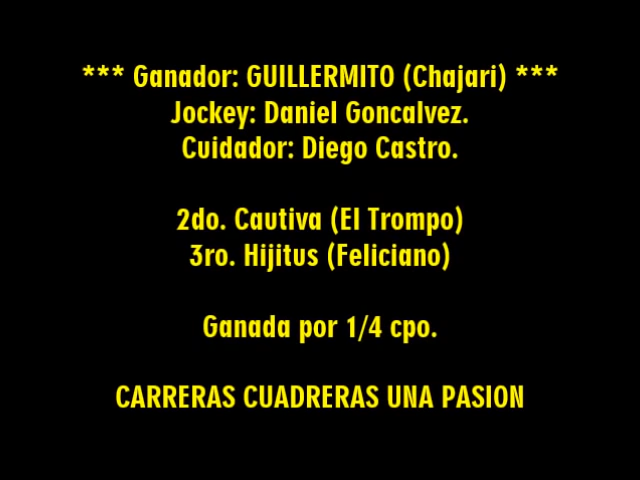 *** Ganador: GUILLERMITO (Chajari) ***
Jockey: Daniel Goncalvez.
Cuidador: Diego Castro.
2do. Cautiva (El Trompo)
3ro. Hijitus (Feliciano)
Ganada por 1/4 cpo.
CARRERAS CUADRERAS UNA PASION